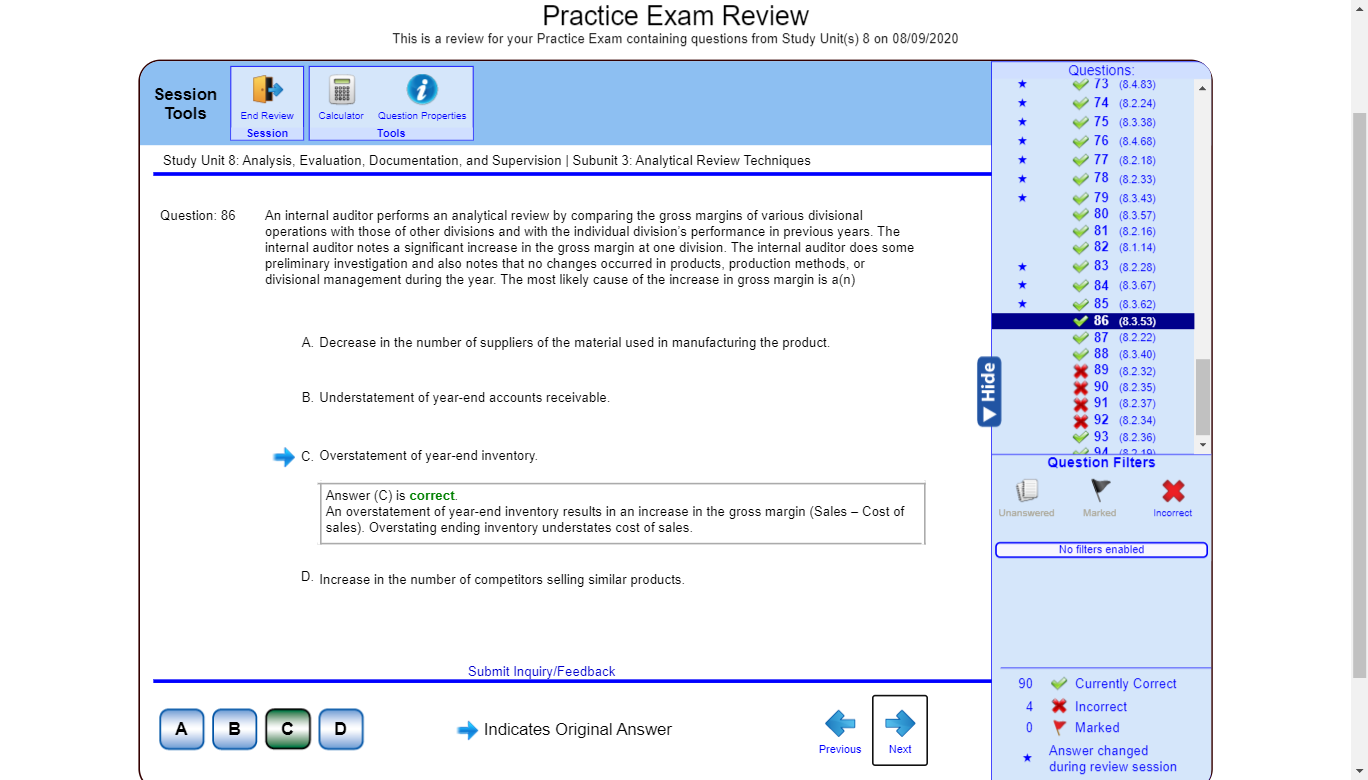 Practice Exam Review
This is a review for your Practice Exam containing questions from Study Unit(s) 8 on 08/09/2020
Session
Tools
End Review
Session
Calculator
Question Properties
Tools
Study Unit 8: Analysis, Evaluation, Documentation, and Supervision | Subunit 3: Analytical Review Techniques
Question: 86
An internal auditor performs an analytical review by comparing the gross margins of various divisional
operations with those of other divisions and with the individual division's performance in previous years. The
internal auditor notes a significant increase in the gross margin at one division. The internal auditor does some
preliminary investigation and also notes that no changes occurred in products, production methods, or
divisional management during the year. The most likely cause of the increase in gross margin is a(n)
A. Decrease in the number of suppliers of the material used in manufacturing the product.
B. Understatement of year-end accounts receivable.
C. Overstatement of year-end inventory.
Answer (C) is correct.
An overstatement of year-end inventory results in an increase in the gross margin (Sales – Cost of
sales). Overstating ending inventory understates cost of sales.
D. Increase in the number of competitors selling similar products.
Submit Inquiry/Feedback
A
B
C
D
Indicates Original Answer
Previous
Next
Questions:
73 (8.4.83)
74 (8.2.24)
75 (8.3.38)
76 (8.4.68)
77 (8.2.18)
78 (8.2.33)
79 (8.3.43)
80 (8.3.57)
81 (8.2.16)
82 (8.1.14)
83 (8.2.28)
84 (8.3.67)
85 (8.3.62)
86 (8.3.53)
87 (8.2.22)
88 (8.3.40)
89 (8.2.32)
90 (8.2.35)
91 (8.2.37)
92 (8.2.34)
93 (8.2.36)
94 (8.2.19)
Hide
Question Filters
Unanswered
Marked
Incorrect
No filters enabled
90 Currently Correct
4 Incorrect
0 Marked
Answer changed
during review session